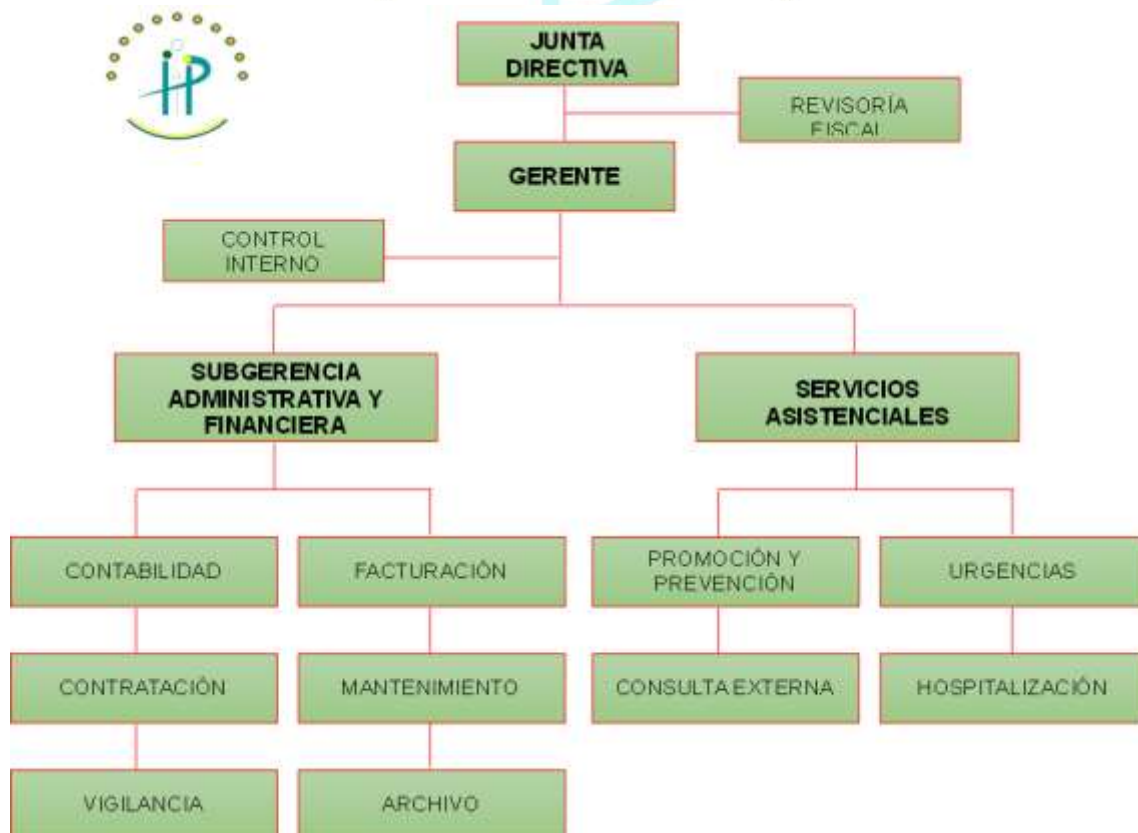 JUNTA
DIRECTIVA
REVISORÍA
FISCAL
GERENTE
CONTROL
INTERNO
SUBGERENCIA
ADMINISTRATIVA Y
FINANCIERA
SERVICIOS
ASISTENCIALES
CONTABILIDAD
FACTURACIÓN
PROMOCIÓN Y
PREVENCIÓN
URGENCIAS
CONTRATACIÓN
MANTENIMIENTO
CONSULTA EXTERNA
HOSPITALIZACIÓN
VIGILANCIA
ARCHIVO